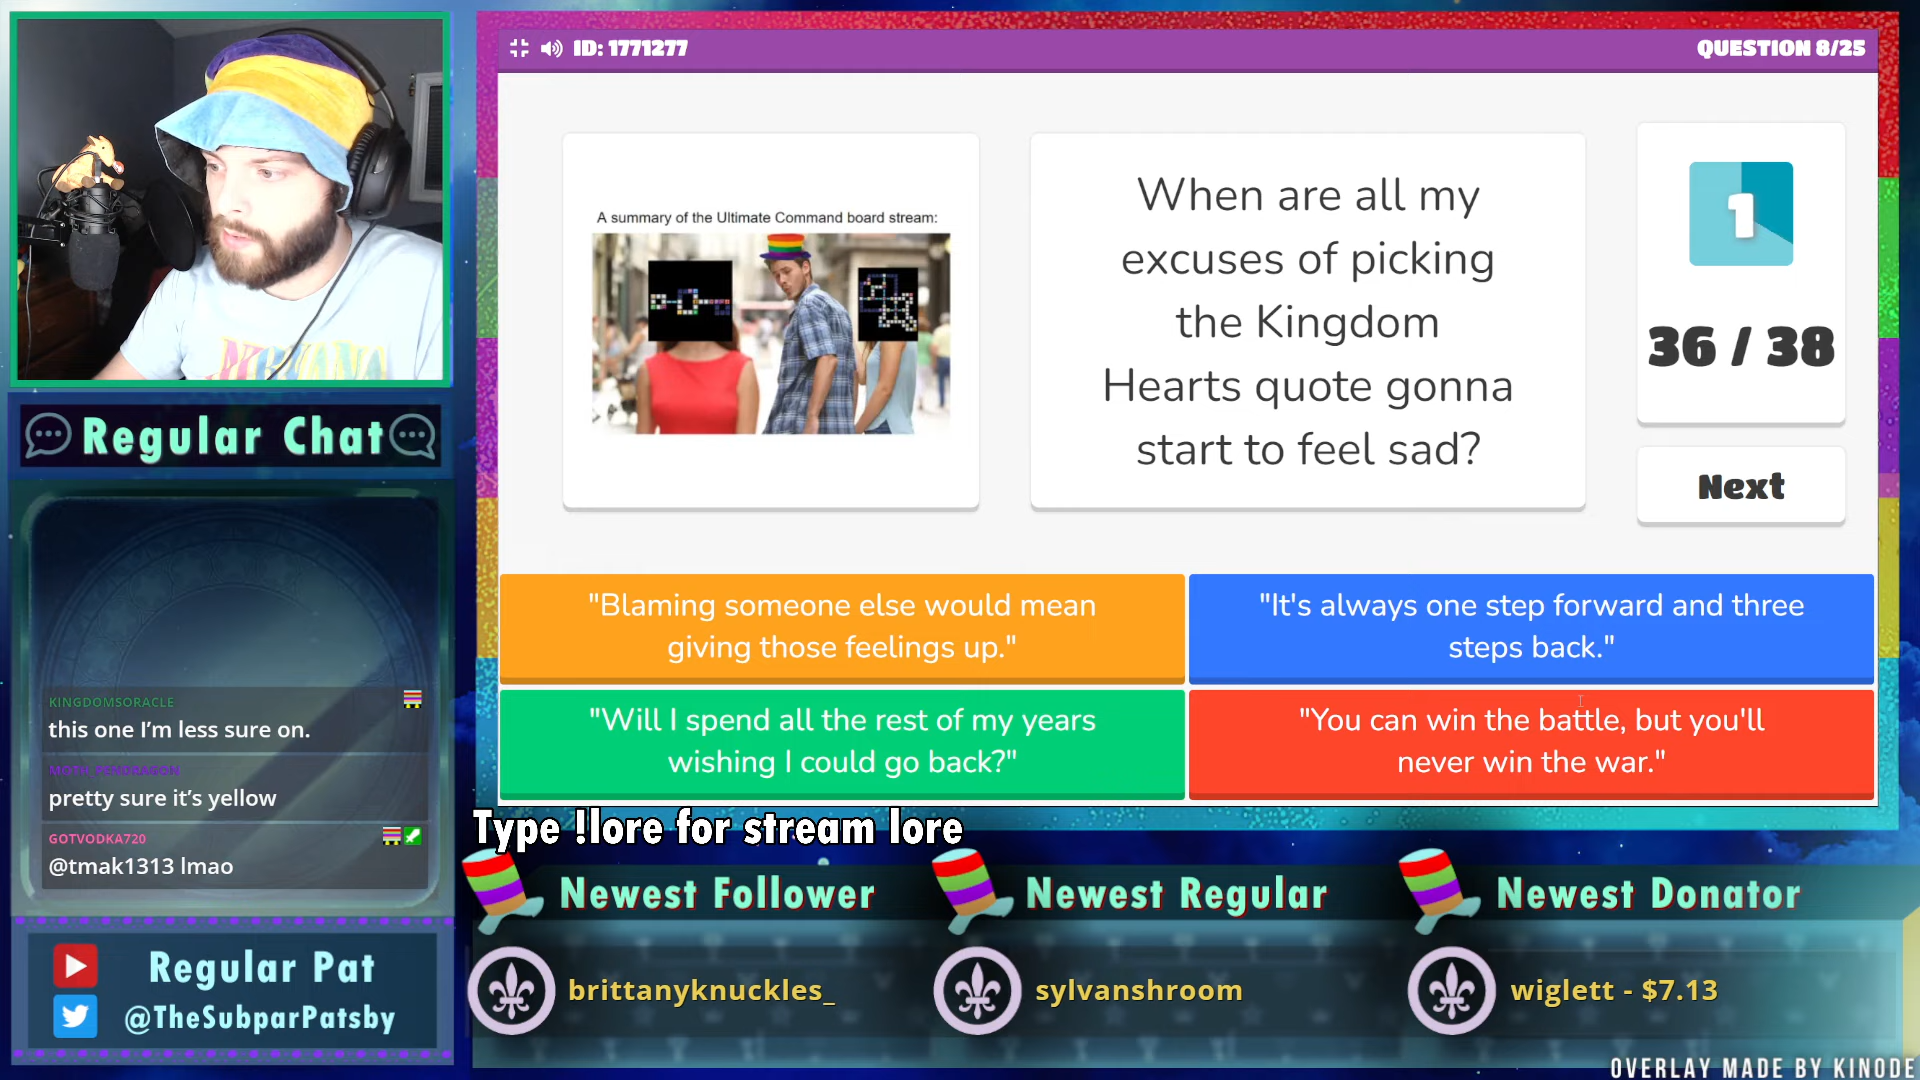 ID: 1771277
QUESTION 8/25
A summary of the Ultimate Command board stream:
When are all my
excuses of picking
the Kingdom
Hearts quote gonna
start to feel sad?
1
36 / 38
Next
"Blaming someone else would mean
giving those feelings up."
"It's always one step forward and three
steps back."
"Will I spend all the rest of my years
wishing I could go back?"
"You can win the battle, but you'll
never win the war."
Regular Chat
KINGDOMSORACLE
this one I'm less sure on.
pretty sure it's yellow
GOTVODKA720
@tmak1313 lmao
Regular Pat
@TheSubparPatsby
Type !lore for stream lore
Newest Follower
brittanyknuckles_
Newest Regular
sylvanshroom
Newest Donator
wiglett - $7.13
OVERLAY MADE BY KINODE